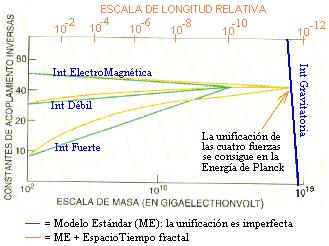 ESCALA DE LONGITUD RELATIVA
10⁻² 10⁻⁴ 10⁻⁶ 10⁻⁸ 10⁻¹⁰ 10⁻¹²
CONSTANTES DE ACOPLAMIENTO INVERSAS
80
40
20
10
Int ElectroMagnética
Int Débil
Int Fuerte
Int Gravitatoria
La unificación de
las cuatro fuerzas
se consigue en la
Energía de Planck
10² 10¹⁰ 10¹⁹
ESCALA DE MASA (EN GIGAELECTRONVOLT)
= Modelo Estándar (ME): la unificación es imperfecta
= ME + EspacioTiempo fractal